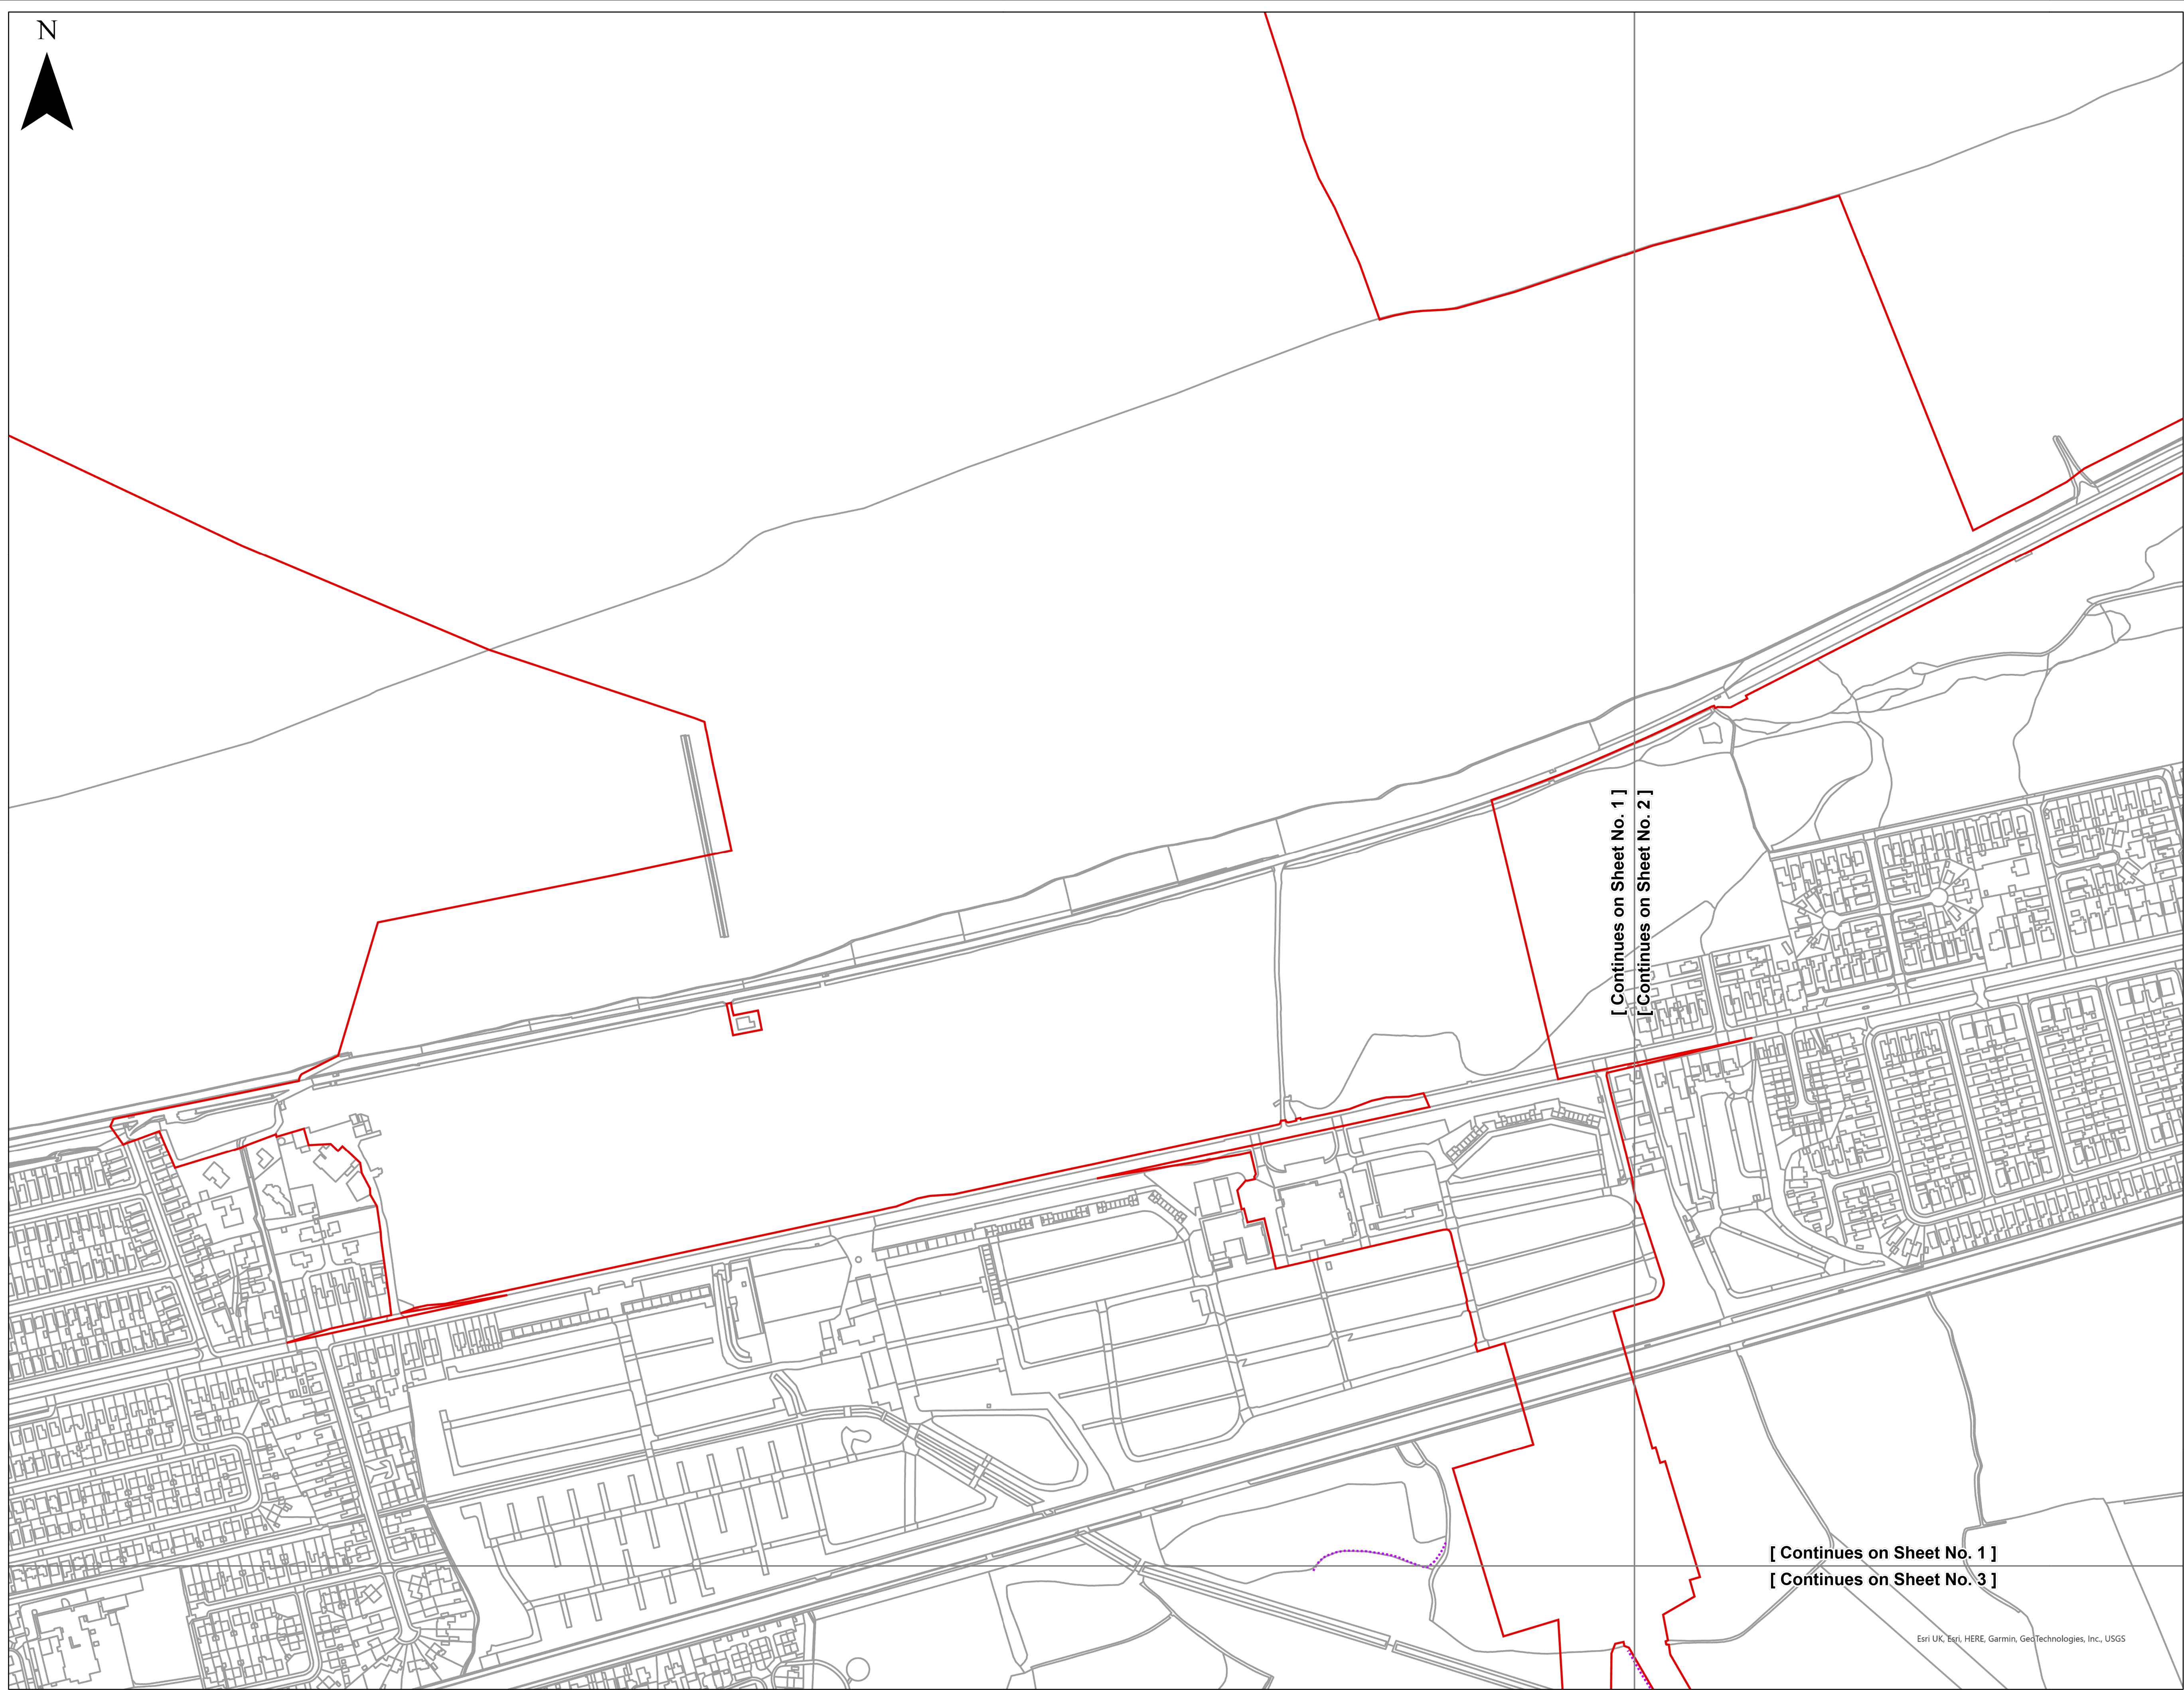 N
[ Continues on Sheet No. 1 ]
[ Continues on Sheet No. 2 ]
[ Continues on Sheet No. 1 ]
[ Continues on Sheet No. 3 ]
Esri UK, Esri, HERE, Garmin, GeoTechnologies, Inc., USGS